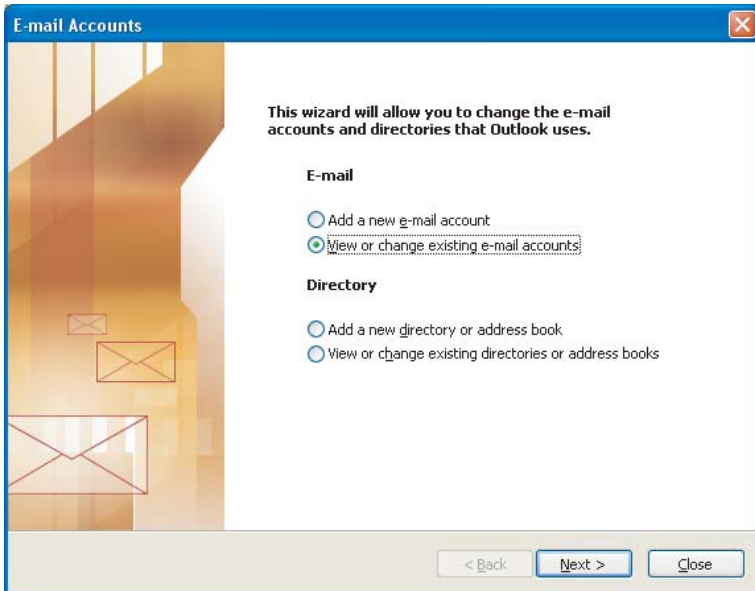 E-mail Accounts
This wizard will allow you to change the e-mail
accounts and directories that Outlook uses.
E-mail
Add a new e-mail account
View or change existing e-mail accounts
Directory
Add a new directory or address book
View or change existing directories or address books
< Back
Next >
Close